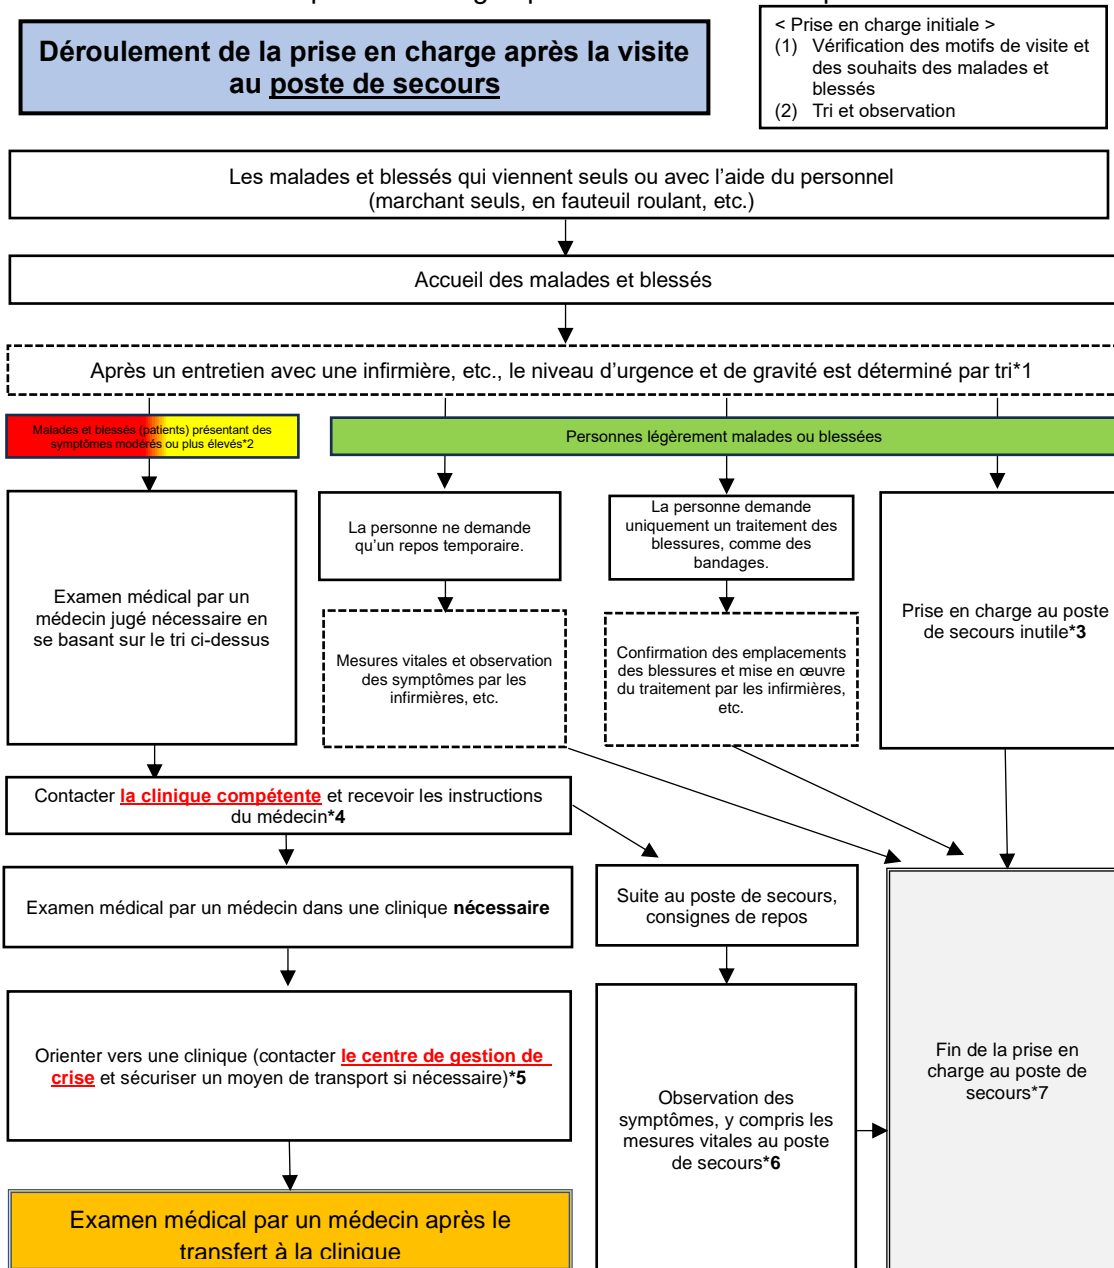 Déroulement de la prise en charge après la visite
au poste de secours
< Prise en charge initiale >
(1) Vérification des motifs de visite et
des souhaits des malades et
blessés
(2) Tri et observation
Les malades et blessés qui viennent seuls ou avec l’aide du personnel
(marchant seuls, en fauteuil roulant, etc.)
Accueil des malades et blessés
Après un entretien avec une infirmière, etc., le niveau d’urgence et de gravité est déterminé par tri*1
Malades et blessés (patients) présentant des
symptômes modérés ou plus élevés*2
Personnes légèrement malades ou blessées
Examen médical par un
médecin jugé nécessaire en
se basant sur le tri ci-dessus
La personne ne demande
qu’un repos temporaire.
La personne demande
uniquement un traitement des
blessures, comme des
bandages.
Prise en charge au poste
de secours inutile*3
Mesures vitales et observation
des symptômes par les
infirmières, etc.
Confirmation des emplacements
des blessures et mise en œuvre
du traitement par les infirmières,
etc.
Contacter la clinique compétente et recevoir les instructions
du médecin*4
Examen médical par un médecin dans une clinique nécessaire
Suite au poste de secours,
consignes de repos
Orienter vers une clinique (contacter le centre de gestion de
crise et sécuriser un moyen de transport si nécessaire)*5
Observation des
symptômes, y compris les
mesures vitales au poste
de secours*6
Fin de la prise en
charge au poste de
secours*7
Examen médical par un médecin après le
transfert à la clinique